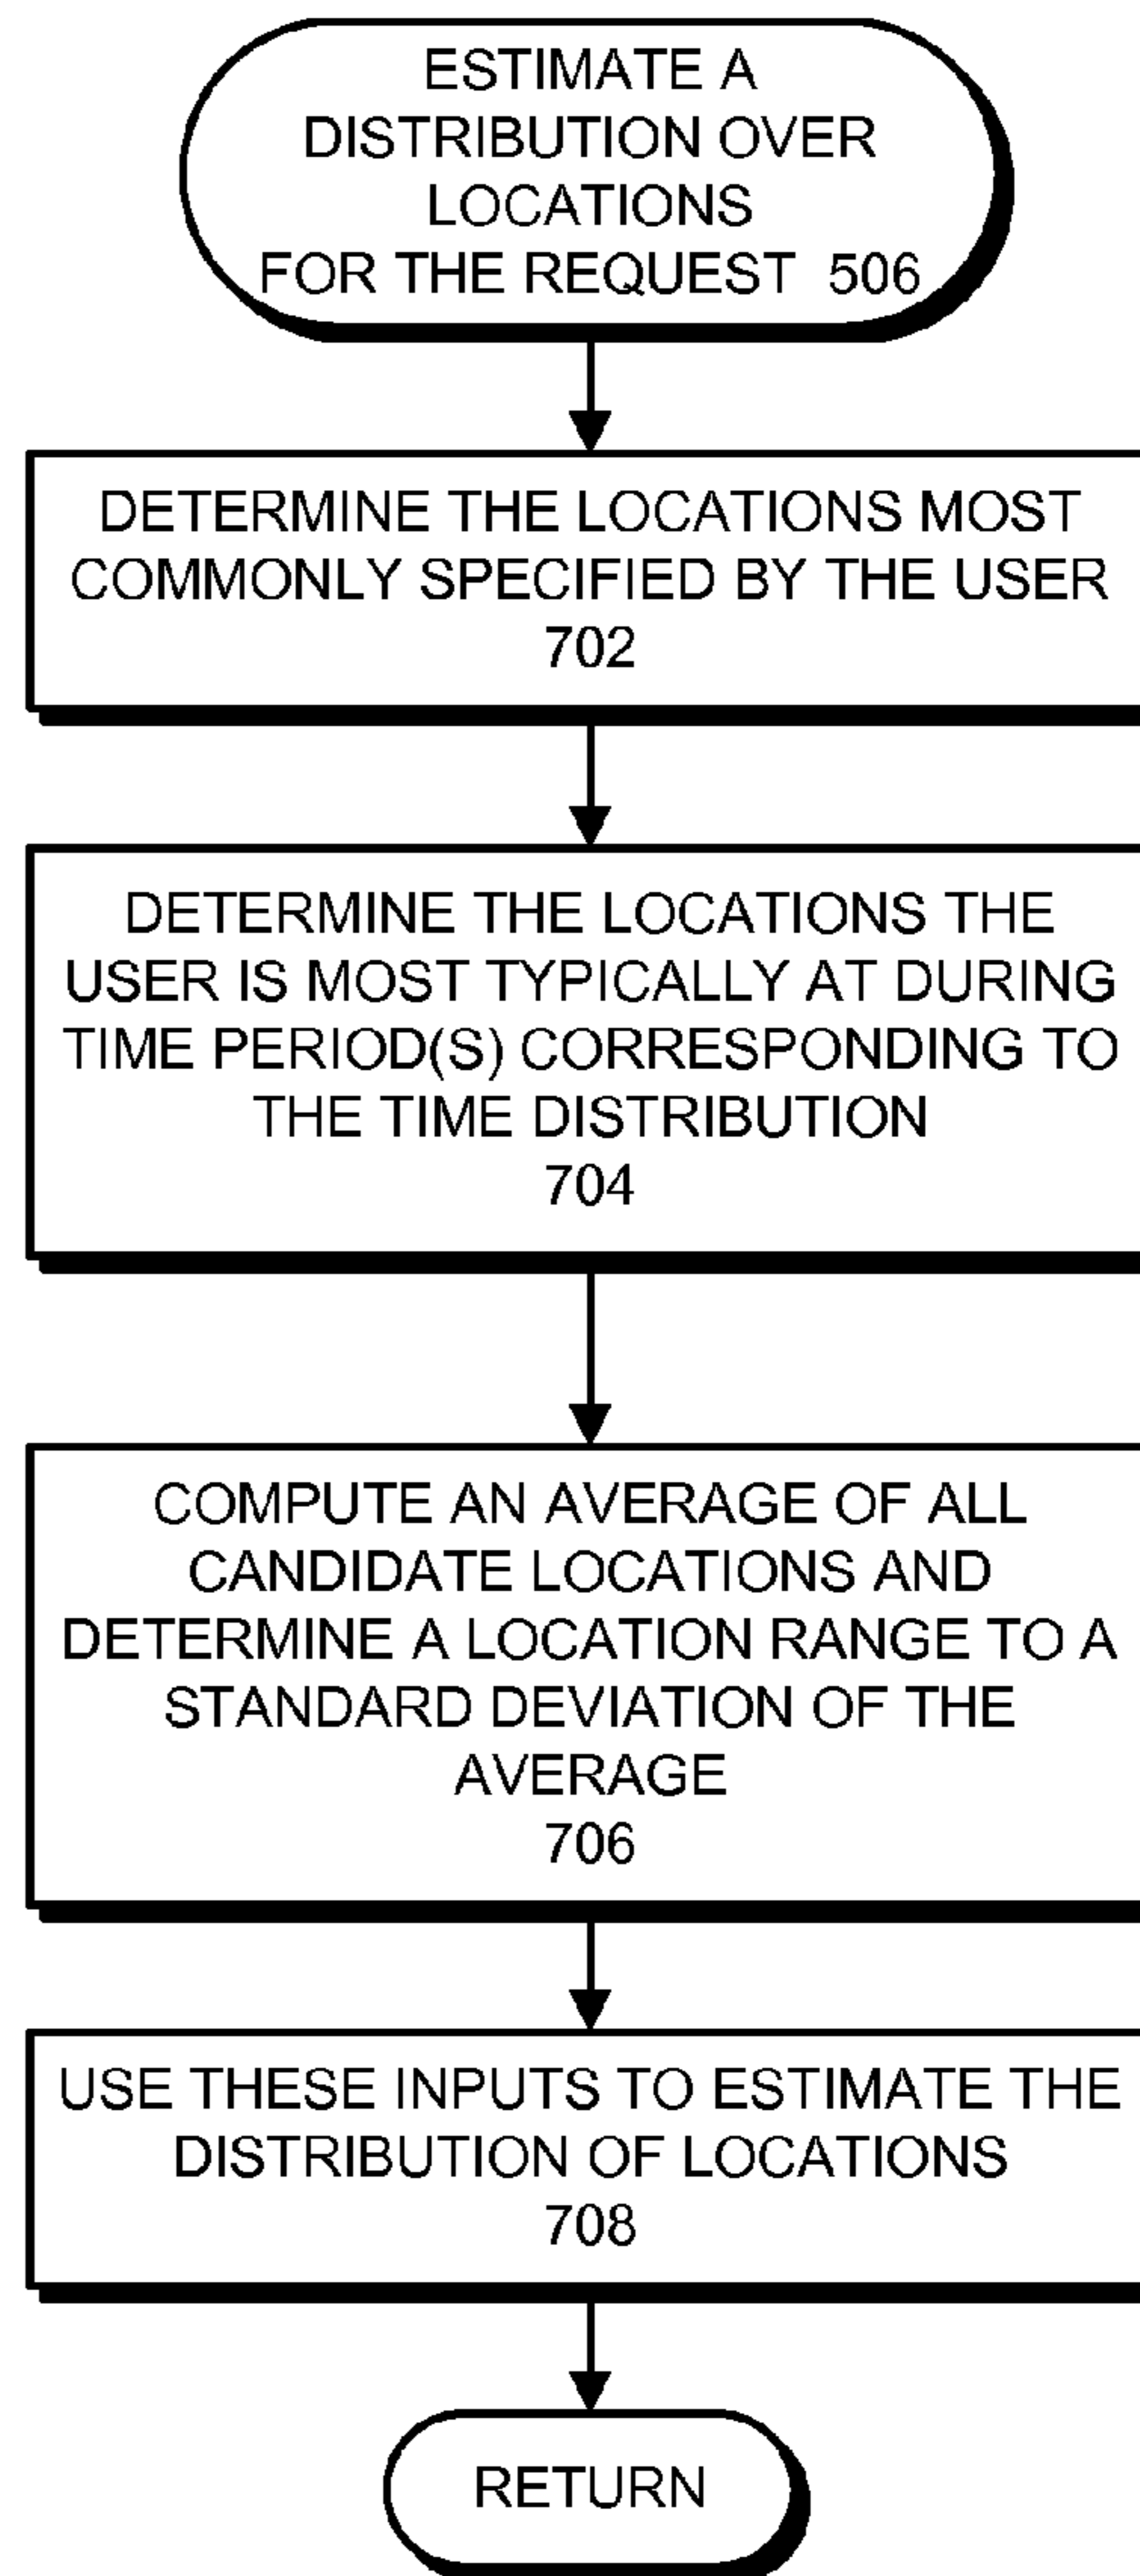 ESTIMATE A
DISTRIBUTION OVER
LOCATIONS
FOR THE REQUEST 506
DETERMINE THE LOCATIONS MOST
COMMONLY SPECIFIED BY THE USER
702
DETERMINE THE LOCATIONS THE
USER IS MOST TYPICALLY AT DURING
TIME PERIOD(S) CORRESPONDING TO
THE TIME DISTRIBUTION
704
COMPUTE AN AVERAGE OF ALL
CANDIDATE LOCATIONS AND
DETERMINE A LOCATION RANGE TO A
STANDARD DEVIATION OF THE
AVERAGE
706
USE THESE INPUTS TO ESTIMATE THE
DISTRIBUTION OF LOCATIONS
708
RETURN